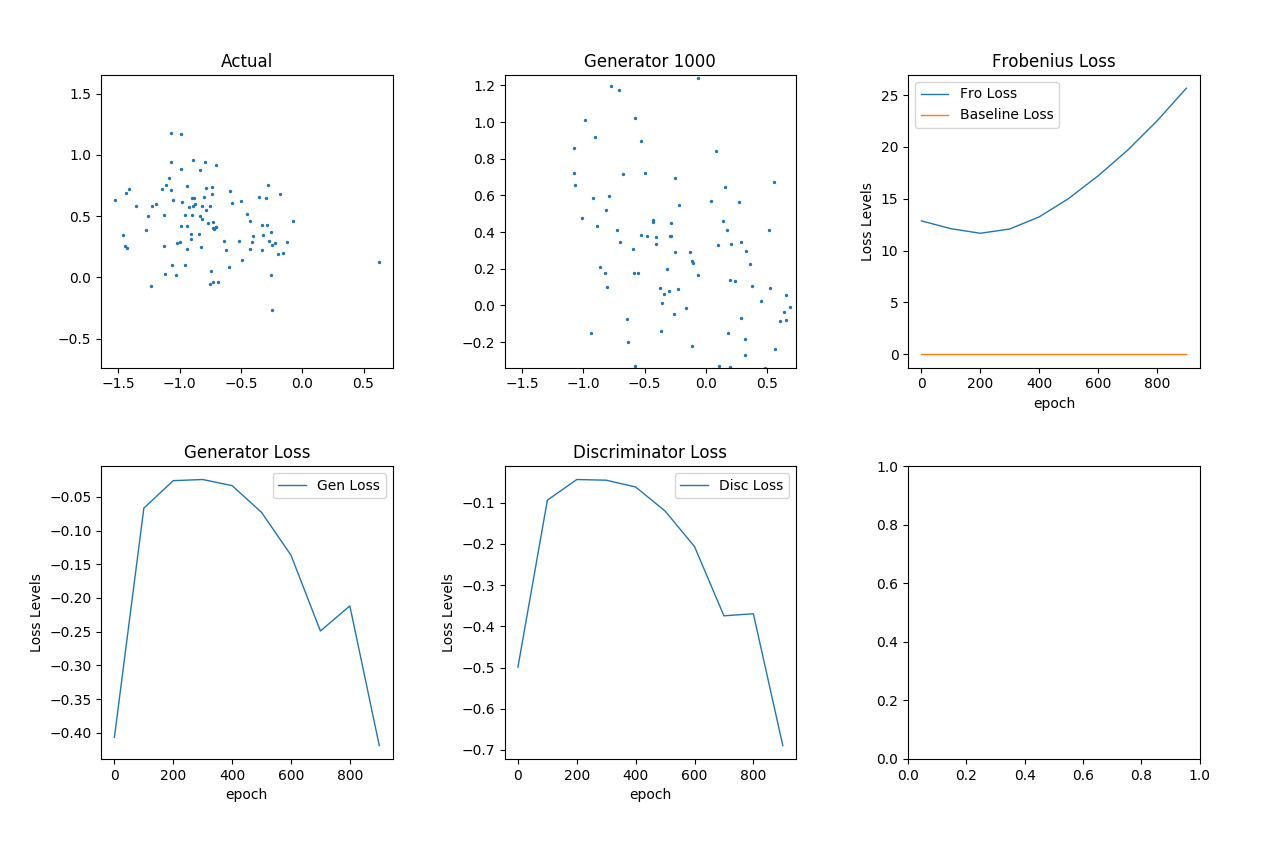 Actual
1.5
1.0
0.5
0.0
−0.5
−1.5 −1.0 −0.5 0.0 0.5
Generator 1000
1.2
1.0
0.8
0.6
0.4
0.2
0.0
−0.2
−1.5 −1.0 −0.5 0.0 0.5
Frobenius Loss
Fro Loss
Baseline Loss
Loss Levels
25
20
15
10
5
0
0 200 400 600 800
epoch
Generator Loss
Gen Loss
Loss Levels
−0.05
−0.10
−0.15
−0.20
−0.25
−0.30
−0.35
−0.40
0 200 400 600 800
epoch
Discriminator Loss
Disc Loss
Loss Levels
−0.1
−0.2
−0.3
−0.4
−0.5
−0.6
−0.7
0 200 400 600 800
epoch
1.0
0.8
0.6
0.4
0.2
0.0
0.0 0.2 0.4 0.6 0.8 1.0